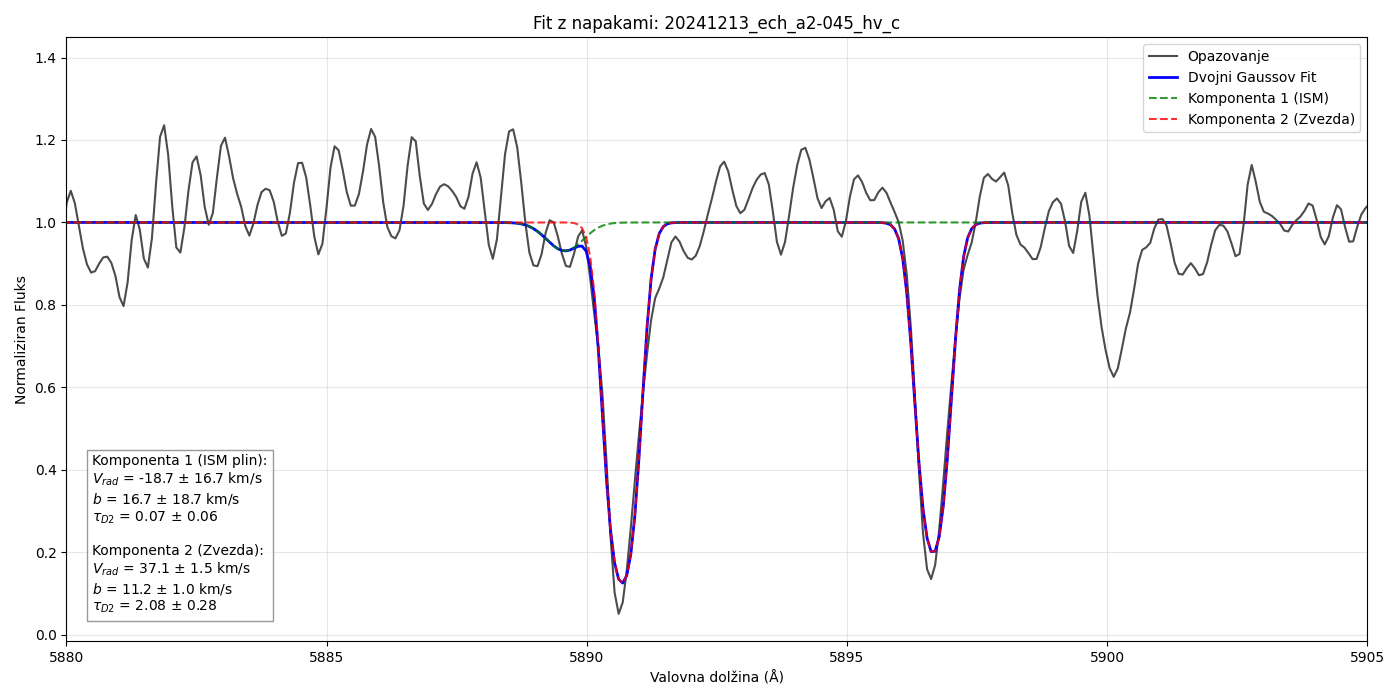 Fit z napakami: 20241213_ech_a2-045_hv_c
Normaliziran Fluks
1.4
1.2
1.0
0.8
0.6
0.4
0.2
0.0
Opazovanje
Dvojni Gaussov Fit
Komponenta 1 (ISM)
Komponenta 2 (Zvezda)
Komponenta 1 (ISM plin):
V_rad = -18.7 ± 16.7 km/s
b = 16.7 ± 18.7 km/s
τ_D2 = 0.07 ± 0.06
Komponenta 2 (Zvezda):
V_rad = 37.1 ± 1.5 km/s
b = 11.2 ± 1.0 km/s
τ_D2 = 2.08 ± 0.28
5880 5885 5890 5895 5900 5905
Valovna dolžina (Å)